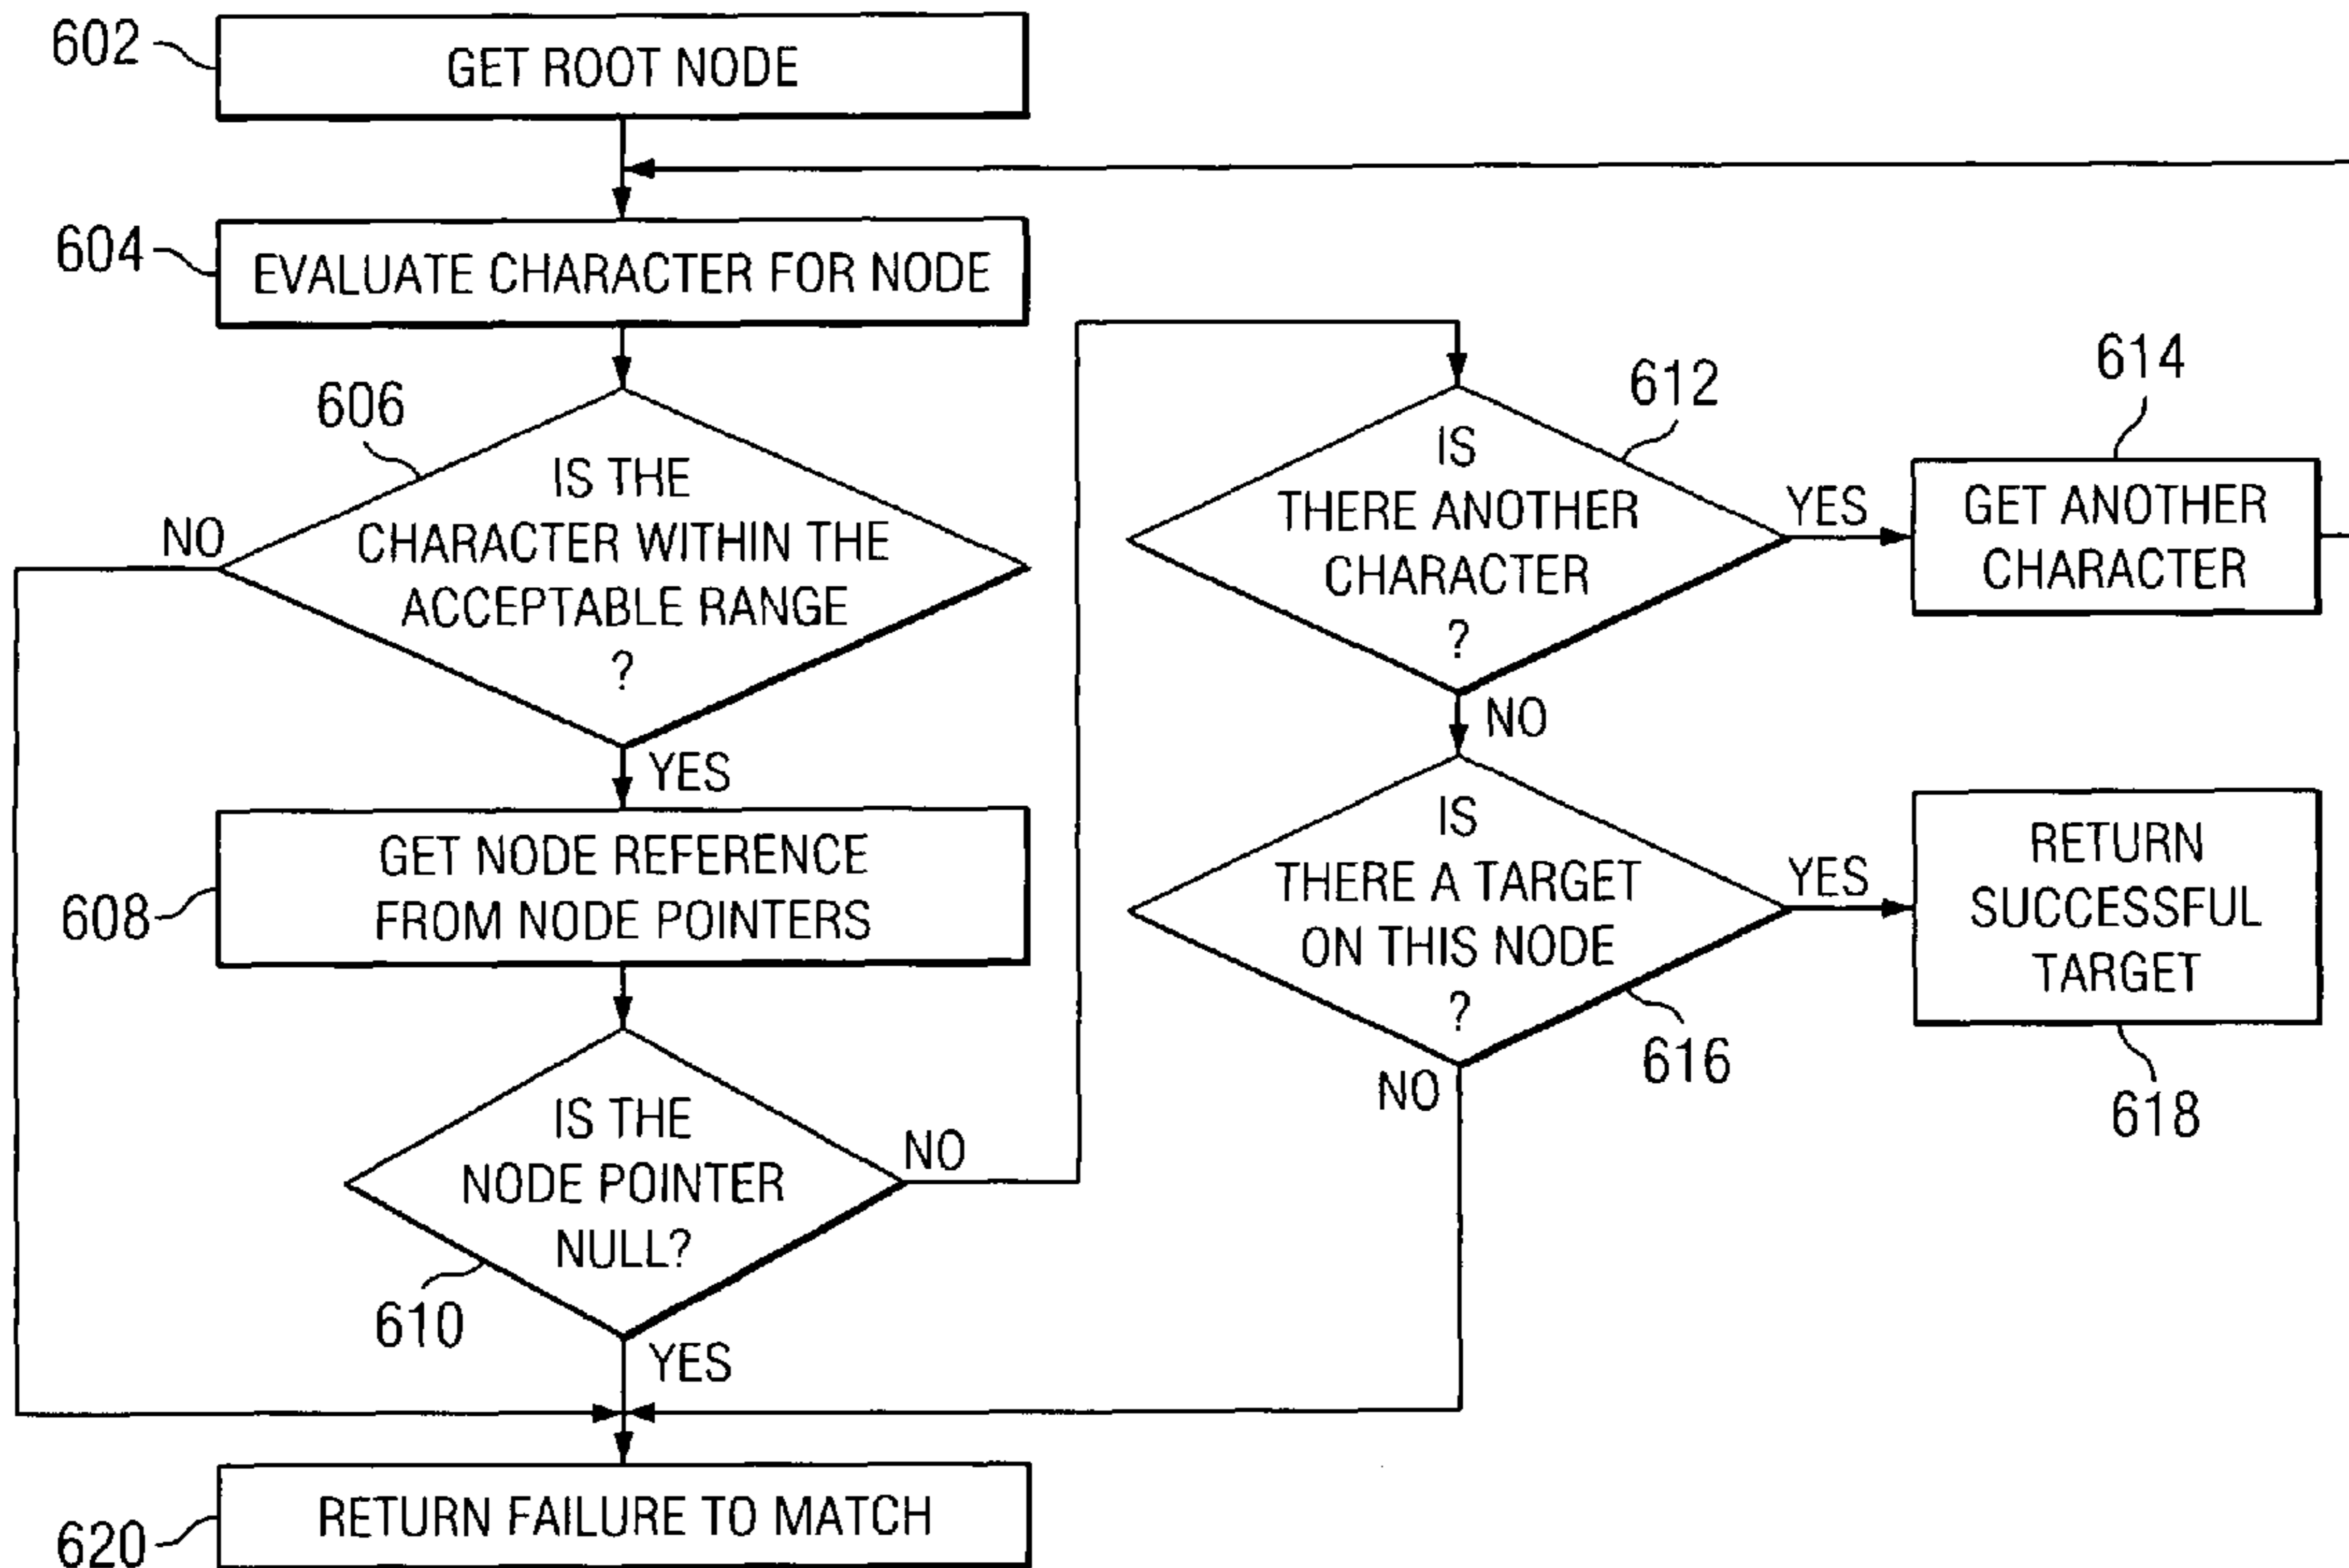 602
GET ROOT NODE
604
EVALUATE CHARACTER FOR NODE
606
IS THE
CHARACTER WITHIN THE
ACCEPTABLE RANGE
?
NO
YES
608
GET NODE REFERENCE
FROM NODE POINTERS
IS THE
NODE POINTER
NULL?
610
NO
YES
612
IS
THERE ANOTHER
CHARACTER
?
YES
NO
614
GET ANOTHER
CHARACTER
IS
THERE A TARGET
ON THIS NODE
?
616
YES
NO
RETURN
SUCCESSFUL
TARGET
618
620
RETURN FAILURE TO MATCH